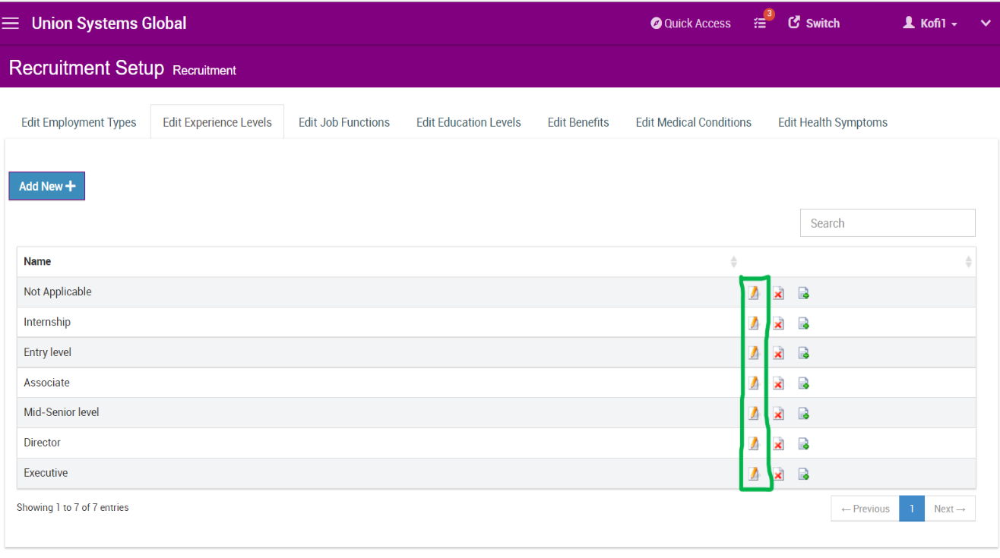 Union Systems Global Quick Access 3 Switch Kofi1
Recruitment Setup Recruitment
Edit Employment Types Edit Experience Levels Edit Job Functions Edit Education Levels Edit Benefits Edit Medical Conditions Edit Health Symptoms
Add New
Search
Name
Not Applicable
Internship
Entry level
Associate
Mid-Senior level
Director
Executive
Showing 1 to 7 of 7 entries ← Previous 1 Next →